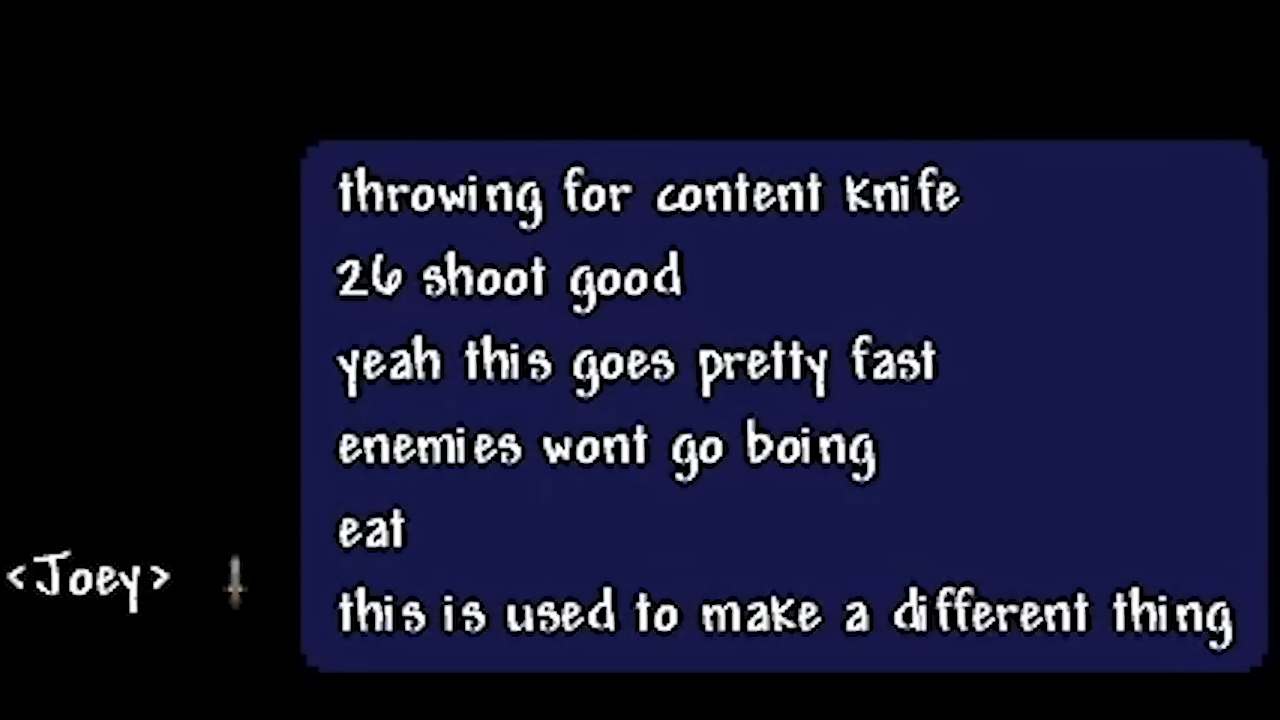 throwing for content knife
26 shoot good
yeah this goes pretty fast
enemies wont go boing
eat
<Joey>
this is used to make a different thing